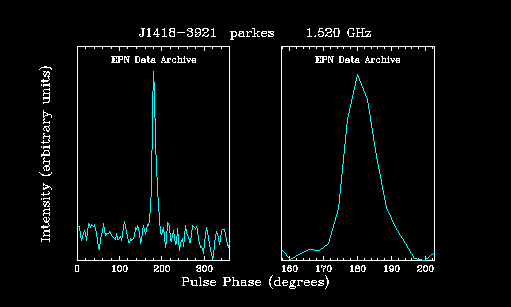 J1418-3921 parkes 1.520 GHz
EPN Data Archive
EPN Data Archive
Intensity (arbitrary units)
0 100 200 300
160 170 180 190 200
Pulse Phase (degrees)